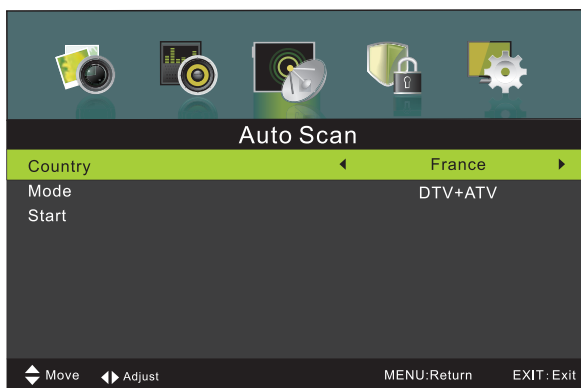 Auto Scan
Country France
Mode DTV+ATV
Start
Move Adjust MENU:Return EXIT:Exit